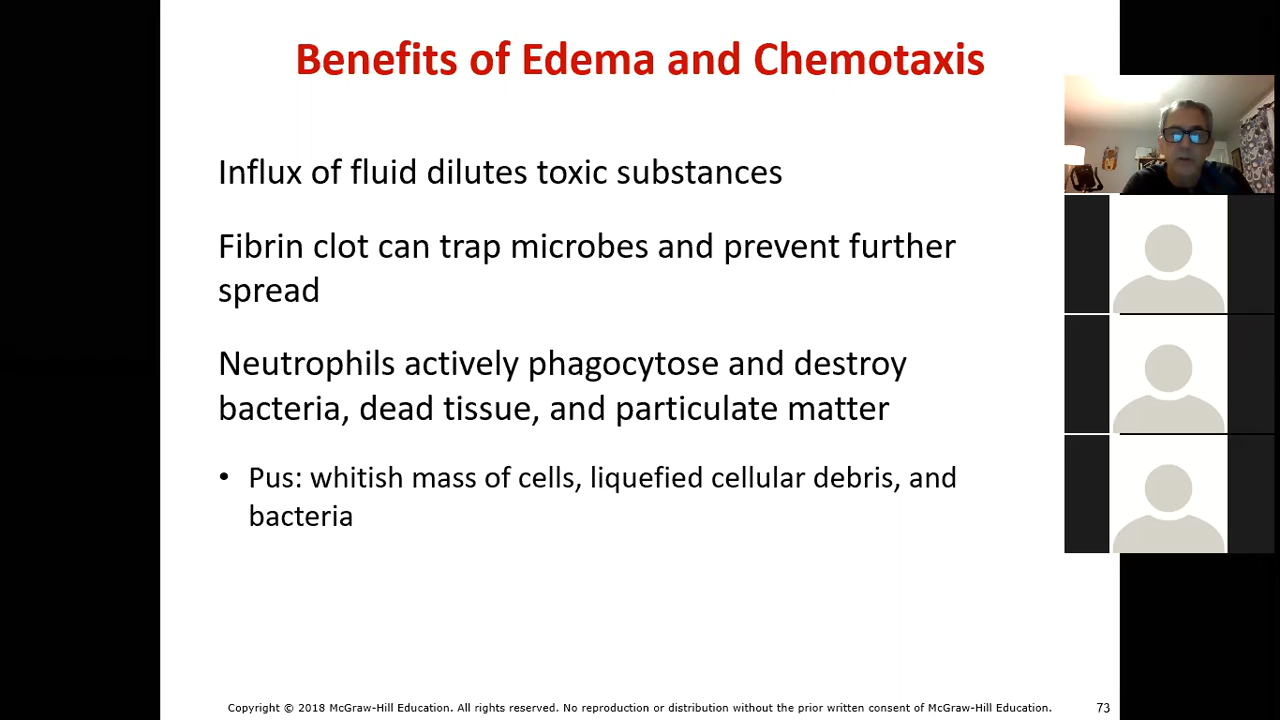 Benefits of Edema and Chemotaxis
Influx of fluid dilutes toxic substances
Fibrin clot can trap microbes and prevent further
spread
Neutrophils actively phagocytose and destroy
bacteria, dead tissue, and particulate matter
• Pus: whitish mass of cells, liquefied cellular debris, and
bacteria
Copyright © 2018 McGraw-Hill Education. All rights reserved. No reproduction or distribution without the prior written consent of McGraw-Hill Education. 73